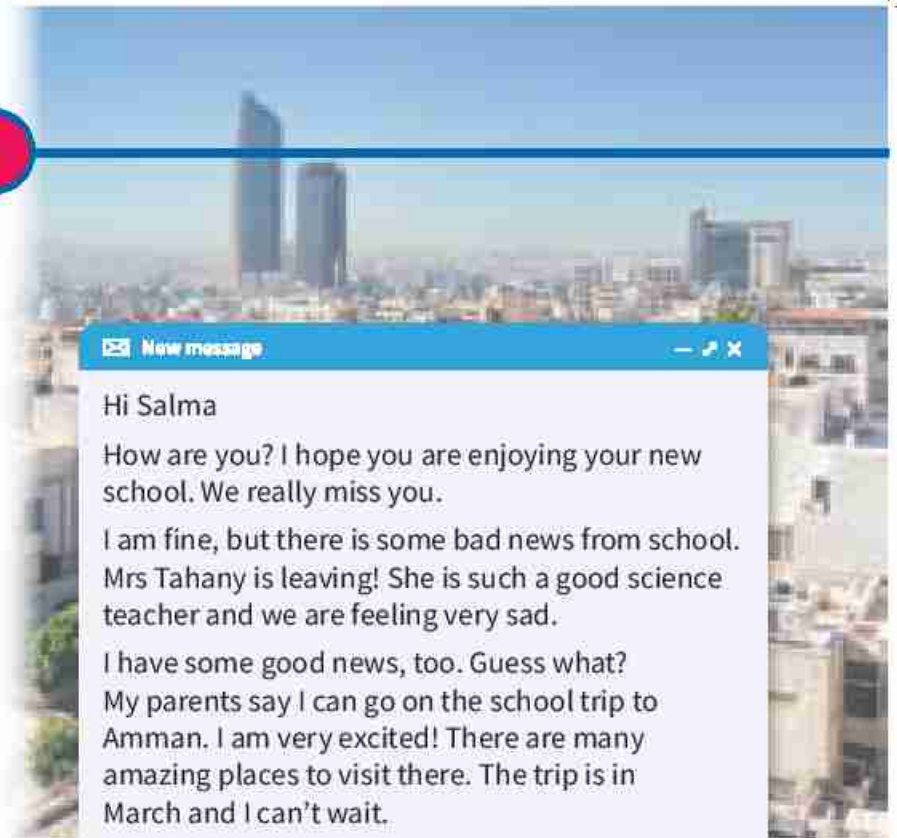 New message
Hi Salma
How are you? I hope you are enjoying your new
school. We really miss you.
I am fine, but there is some bad news from school.
Mrs Tahany is leaving! She is such a good science
teacher and we are feeling very sad.
I have some good news, too. Guess what?
My parents say I can go on the school trip to
Amman. I am very excited! There are many
amazing places to visit there. The trip is in
March and I can't wait.